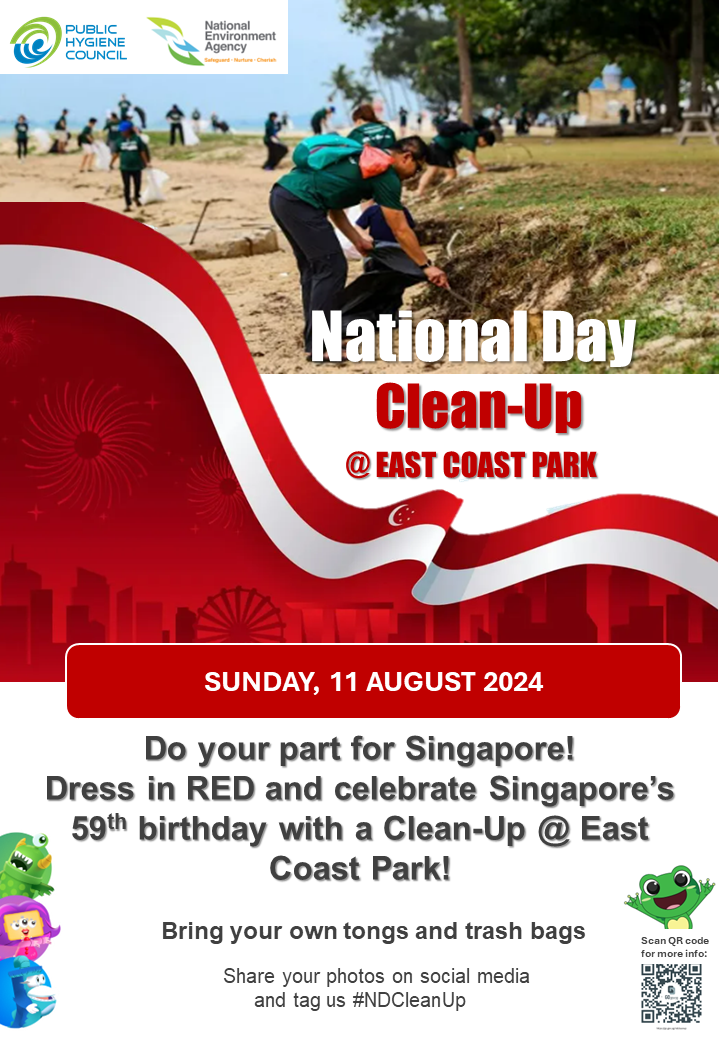 PUBLIC
HYGIENE
COUNCIL
National
Environment
Agency
Safeguard · Nurture · Cherish
National Day
Clean-Up
@ EAST COAST PARK
SUNDAY, 11 AUGUST 2024
Do your part for Singapore!
Dress in RED and celebrate Singapore’s
59th birthday with a Clean-Up @ East
Coast Park!
Bring your own tongs and trash bags
Share your photos on social media
and tag us #NDCleanUp
Scan QR code
for more info: